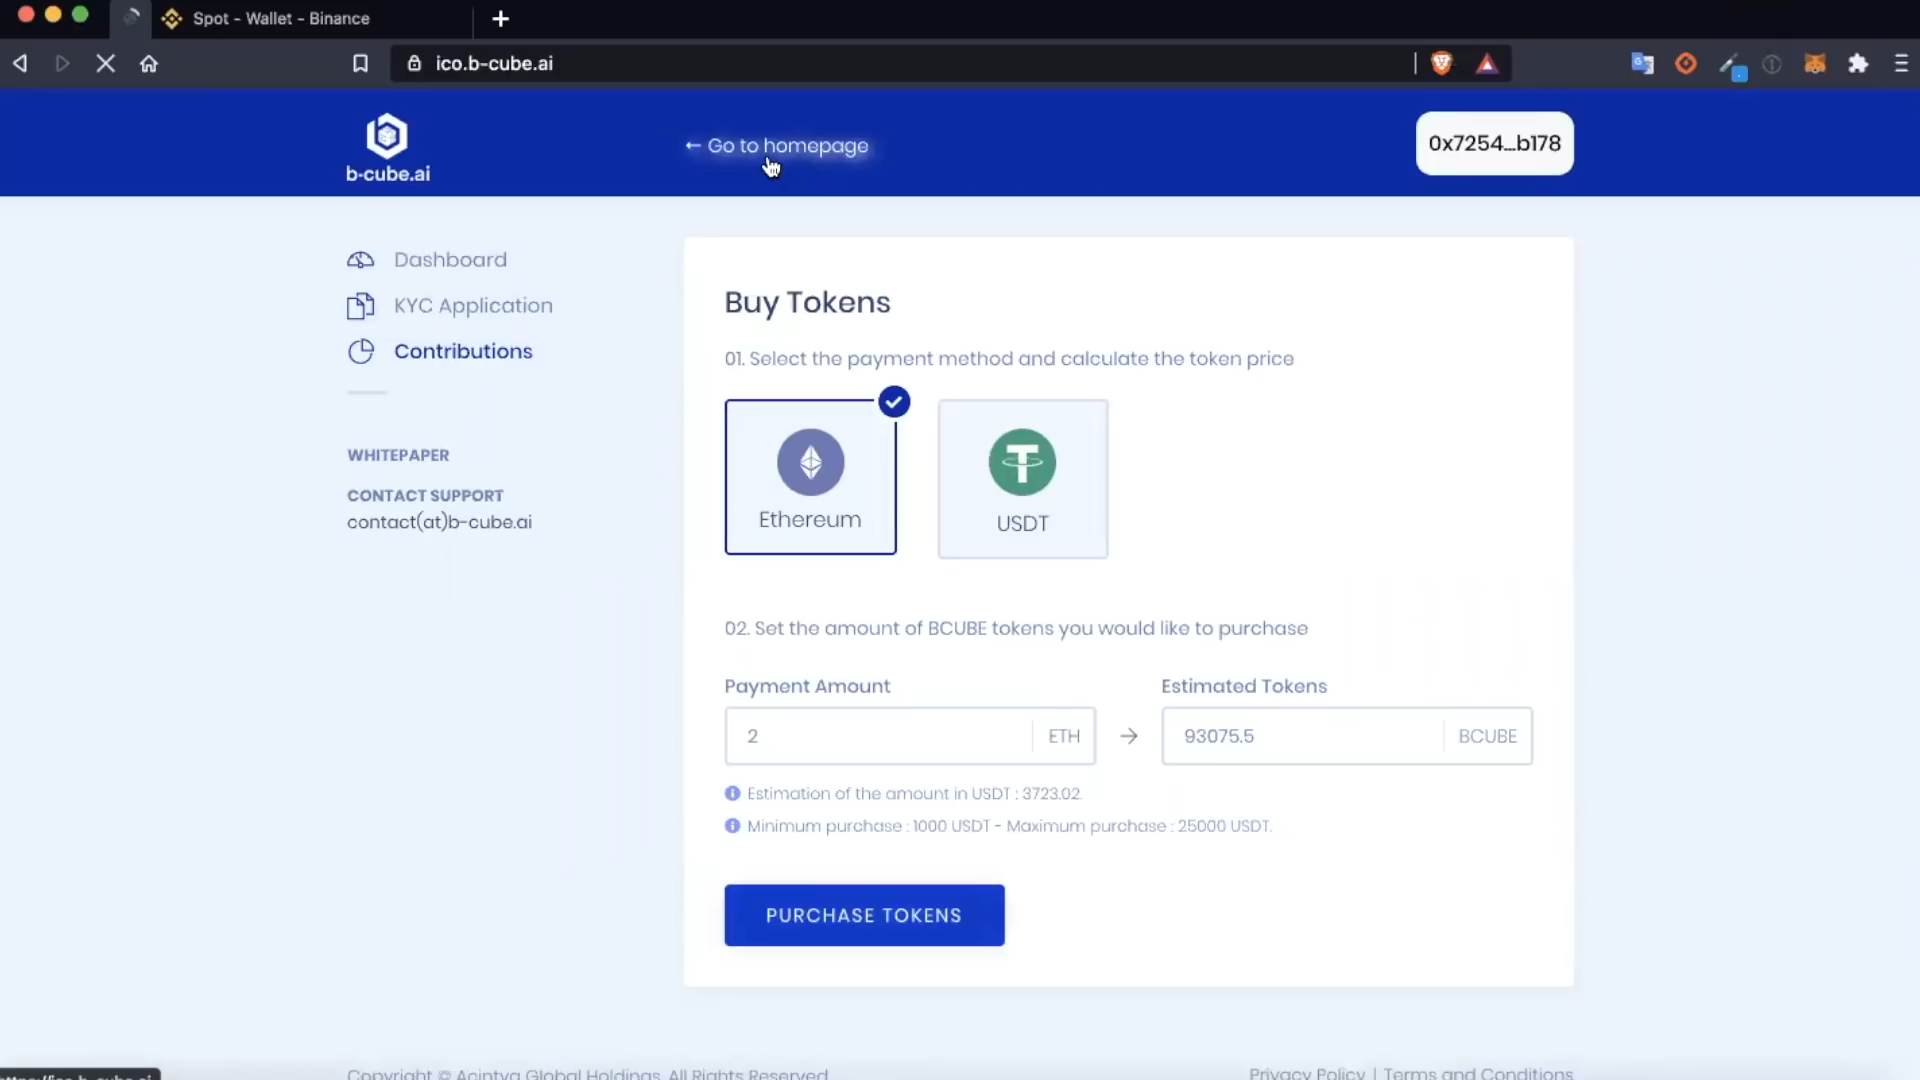 Spot - Wallet - Binance
ico.b-cube.ai
b-cube.ai
← Go to homepage
0x7254...b178
Dashboard
KYC Application
Contributions
WHITEPAPER
CONTACT SUPPORT
contact(at)b-cube.ai
Buy Tokens
01. Select the payment method and calculate the token price
Ethereum
USDT
02. Set the amount of BCUBE tokens you would like to purchase
Payment Amount
Estimated Tokens
2 ETH → 93075.5 BCUBE
Estimation of the amount in USDT : 3723.02.
Minimum purchase : 1000 USDT - Maximum purchase : 25000 USDT.
PURCHASE TOKENS
Copyright © Acintya Global Holdings. All Rights Reserved
Privacy Policy | Terms and Conditions